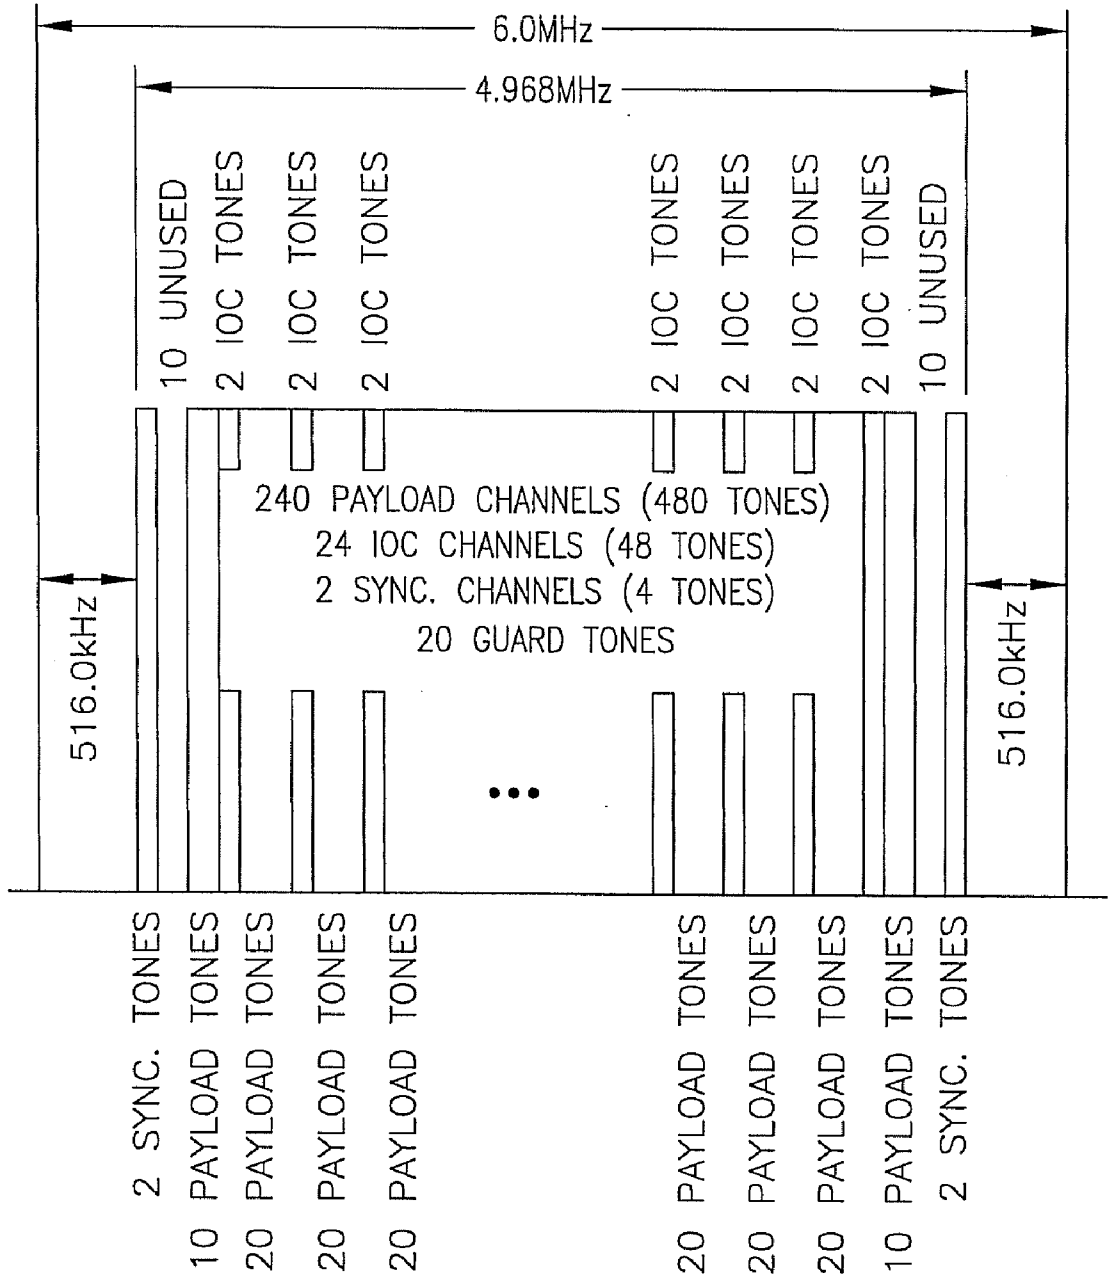 6.0MHz
4.968MHz
10 UNUSED
2 IOC TONES
2 IOC TONES
2 IOC TONES
2 IOC TONES
2 IOC TONES
2 IOC TONES
2 IOC TONES
10 UNUSED
240 PAYLOAD CHANNELS (480 TONES)
24 IOC CHANNELS (48 TONES)
2 SYNC. CHANNELS (4 TONES)
20 GUARD TONES
516.0kHz
516.0kHz
2 SYNC. TONES
10 PAYLOAD TONES
20 PAYLOAD TONES
20 PAYLOAD TONES
20 PAYLOAD TONES
20 PAYLOAD TONES
20 PAYLOAD TONES
20 PAYLOAD TONES
10 PAYLOAD TONES
2 SYNC. TONES